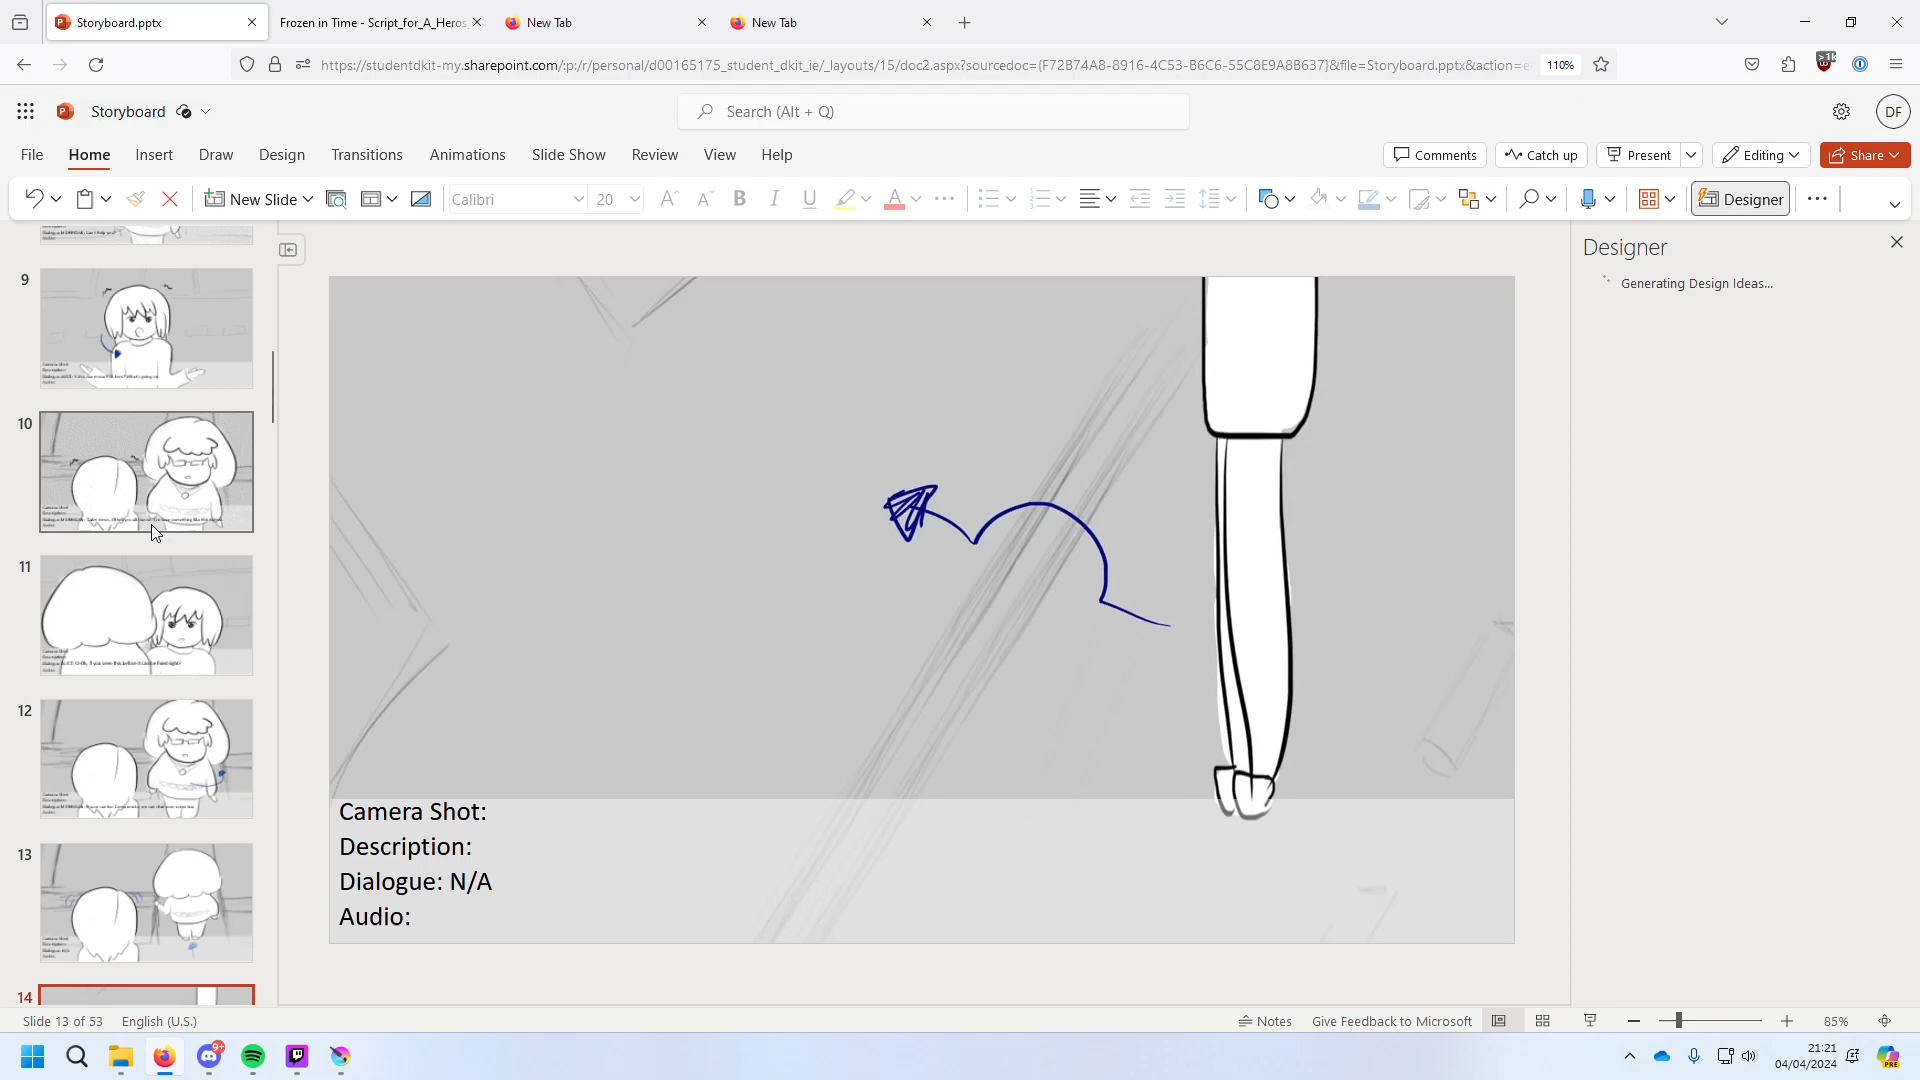 Storyboard.pptx
Frozen in Time - Script_for_A_Heros
New Tab
New Tab
https://studentdkit-my.sharepoint.com/:p:/r/personal/d00165175_student_dkit_ie/_layouts/15/doc2.aspx?sourcedoc={F72B74A8-8916-4C53-B6C6-55C8E9A8B637}&file=Storyboard.pptx&action=e
110%
Storyboard
Search (Alt + Q)
DF
File Home Insert Draw Design Transitions Animations Slide Show Review View Help
Comments Catch up Present Editing Share
New Slide Calibri 20 B I U A Designer
Designer
Generating Design Ideas...
9
10
11
12
13
14
Camera Shot:
Description:
Dialogue: N/A
Audio:
Slide 13 of 53 English (U.S.) Notes Give Feedback to Microsoft 85%
9+
21:21
04/04/2024
PRE